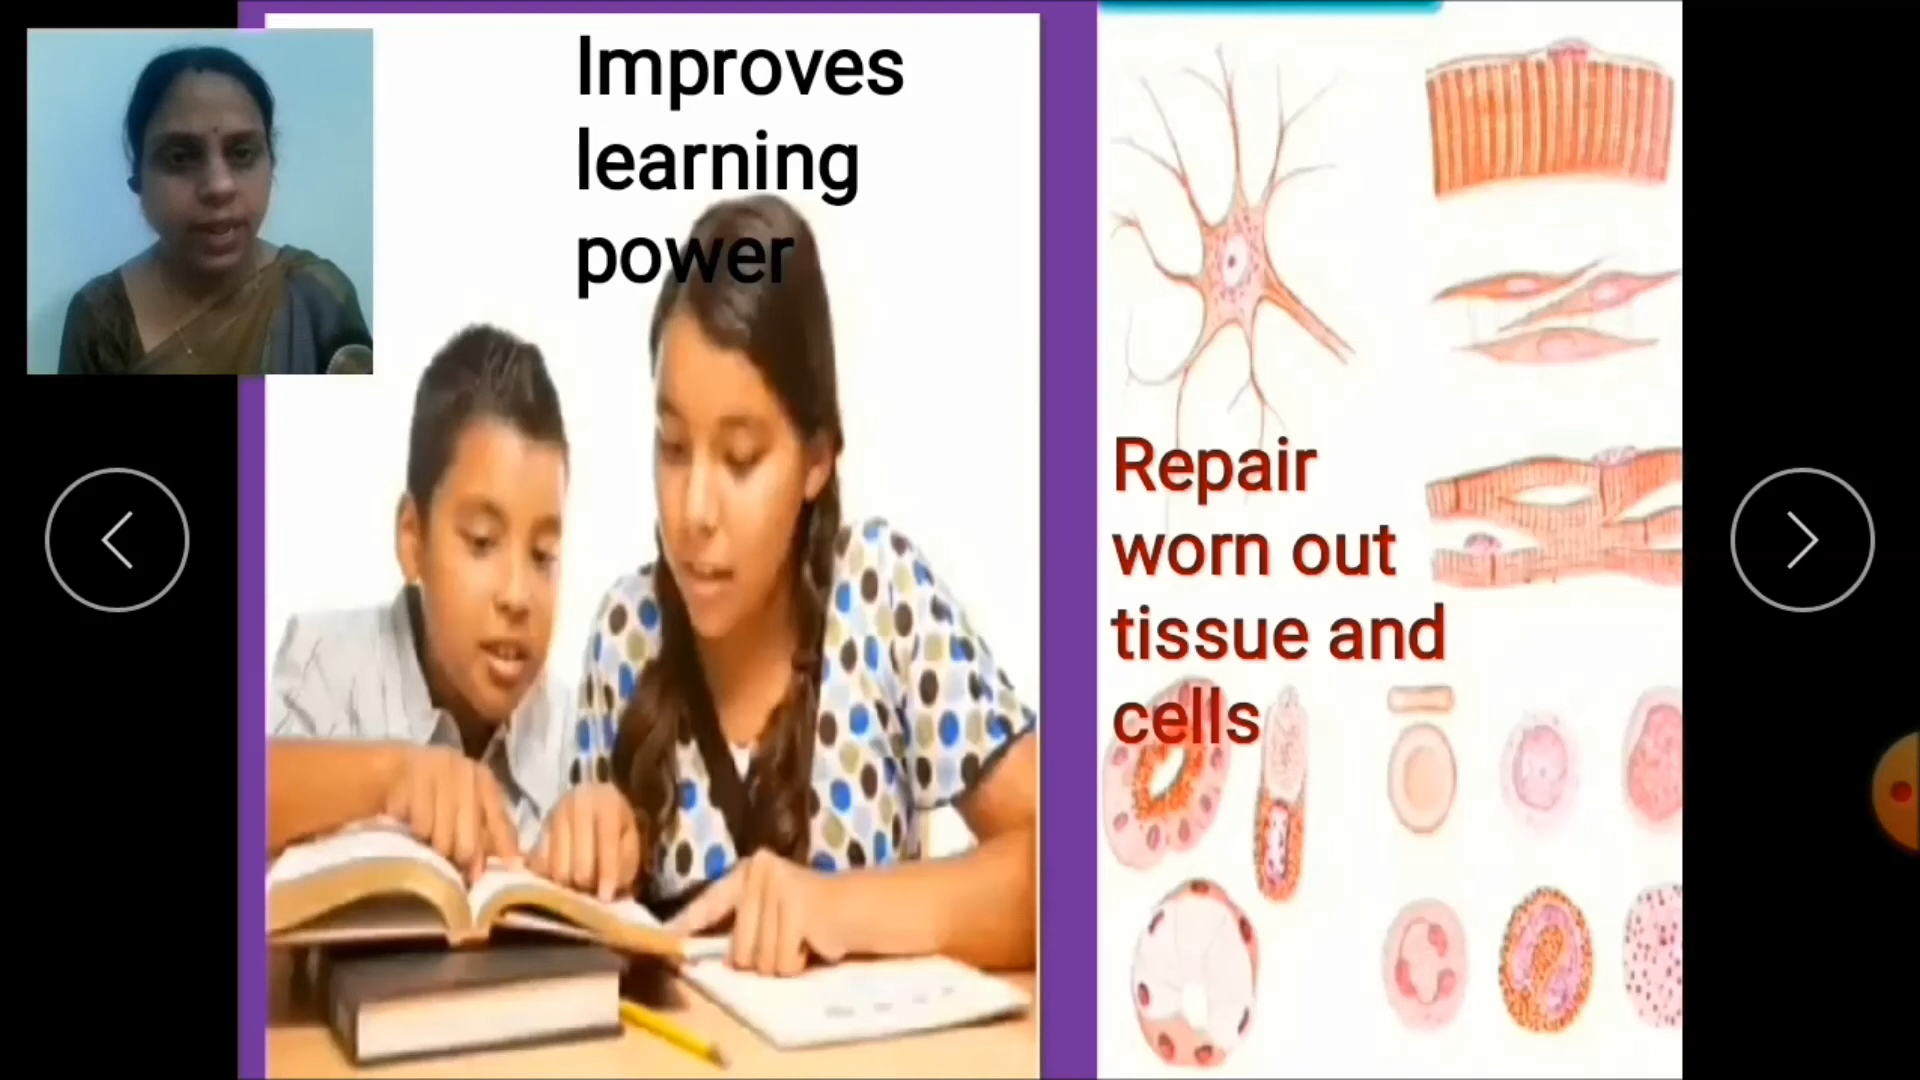 Improves
learning
power
Repair
worn out
tissue and
cells